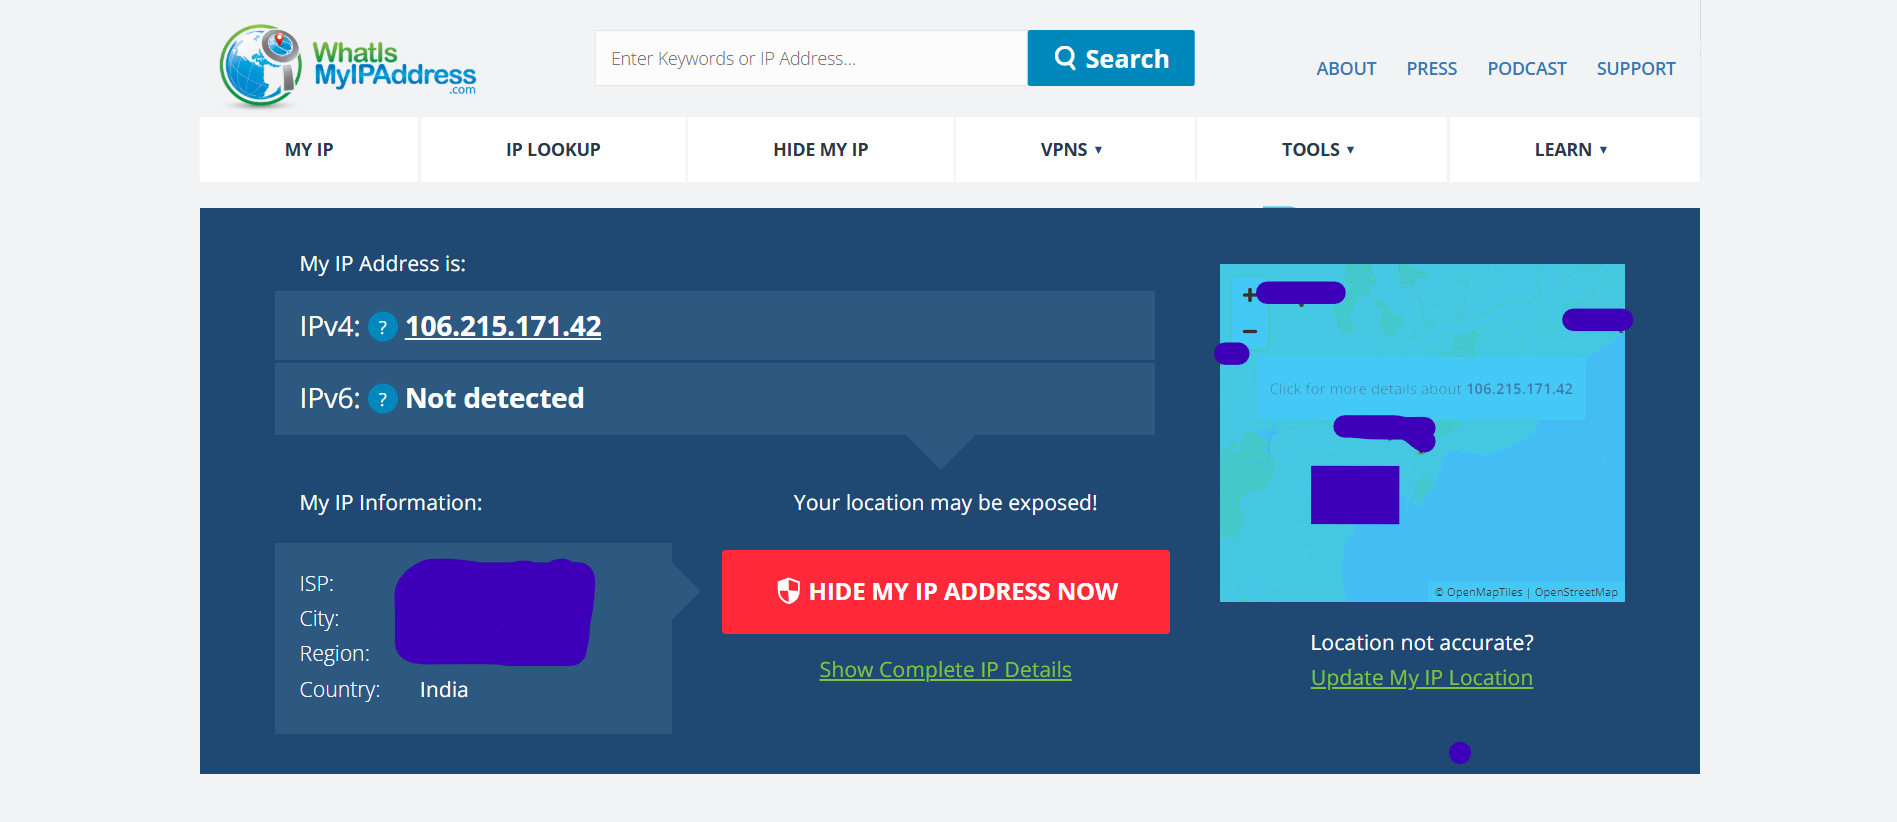 WhatIs
MyIPAddress
.com
Enter Keywords or IP Address...
Search
ABOUT PRESS PODCAST SUPPORT
MY IP IP LOOKUP HIDE MY IP VPNS ▼ TOOLS ▼ LEARN ▼
My IP Address is:
IPv4: ? 106.215.171.42
IPv6: ? Not detected
+
−
Click for more details about 106.215.171.42
© OpenMapTiles | OpenStreetMap
My IP Information:
Your location may be exposed!
ISP:
City:
Region:
Country: India
HIDE MY IP ADDRESS NOW
Show Complete IP Details
Location not accurate?
Update My IP Location